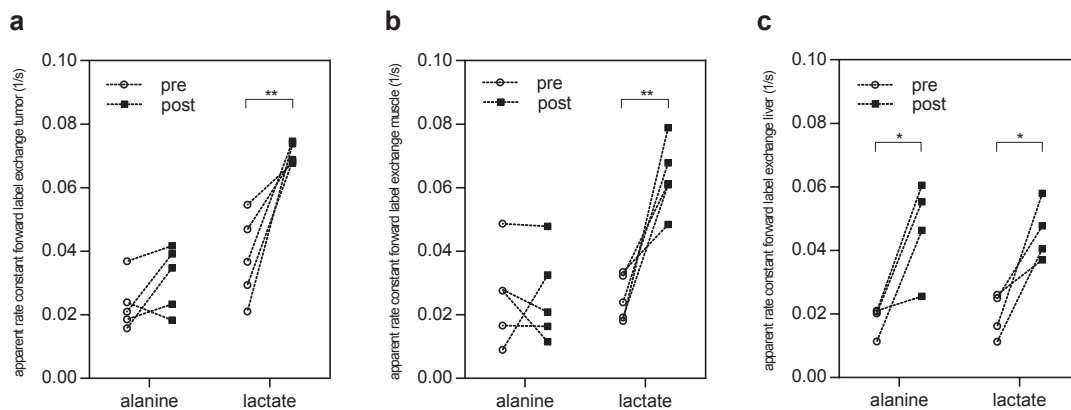 a
apparent rate constant forward label exchange tumor (1/s)
0.10
0.08
0.06
0.04
0.02
0.00
pre
post
**
alanine
lactate
b
apparent rate constant forward label exchange muscle (1/s)
0.10
0.08
0.06
0.04
0.02
0.00
pre
post
**
alanine
lactate
c
apparent rate constant forward label exchange liver (1/s)
0.10
0.08
0.06
0.04
0.02
0.00
pre
post
*
*
alanine
lactate